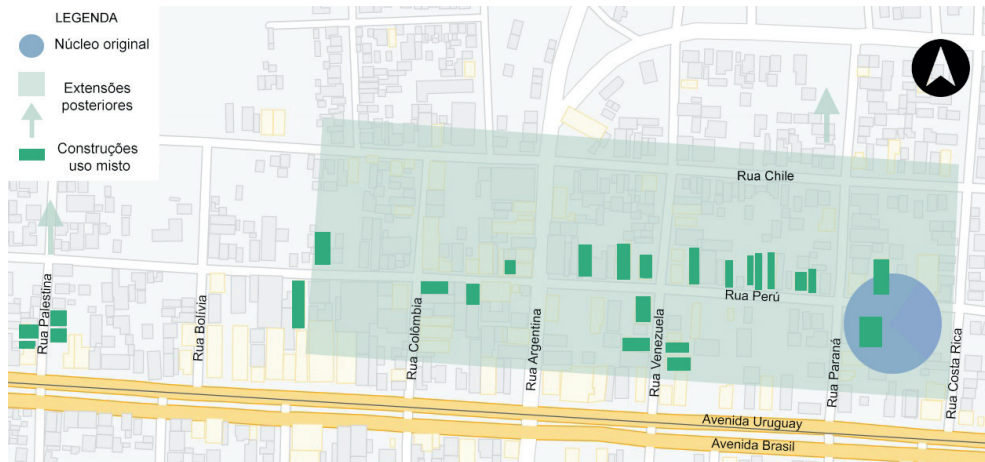 LEGENDA
Núcleo original
Extensões
posteriores
Construções
uso misto
Rua Chile
Rua Perú
Rua Palestina
Rua Bolívia
Rua Colômbia
Rua Argentina
Rua Venezuela
Rua Paraná
Rua Costa Rica
Avenida Uruguay
Avenida Brasil